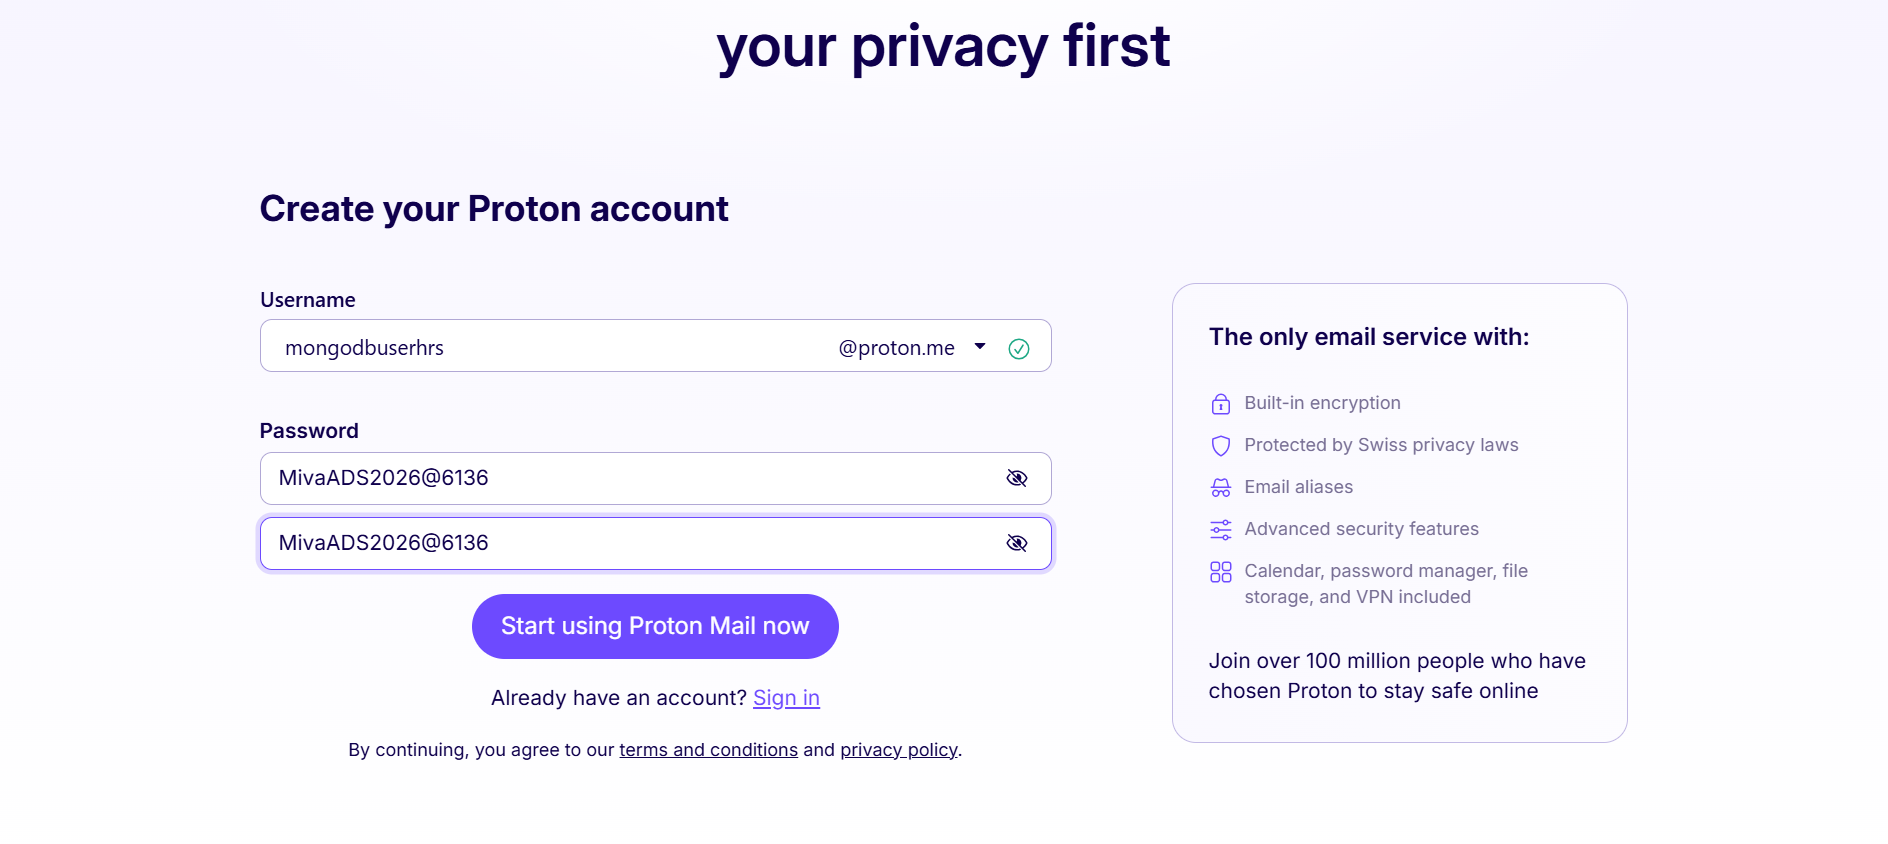 your privacy first
Create your Proton account
Username
mongodbuserhrs @proton.me
Password
MivaADS2026@6136
MivaADS2026@6136
Start using Proton Mail now
Already have an account? Sign in
By continuing, you agree to our terms and conditions and privacy policy.
The only email service with:
Built-in encryption
Protected by Swiss privacy laws
Email aliases
Advanced security features
Calendar, password manager, file
storage, and VPN included
Join over 100 million people who have
chosen Proton to stay safe online